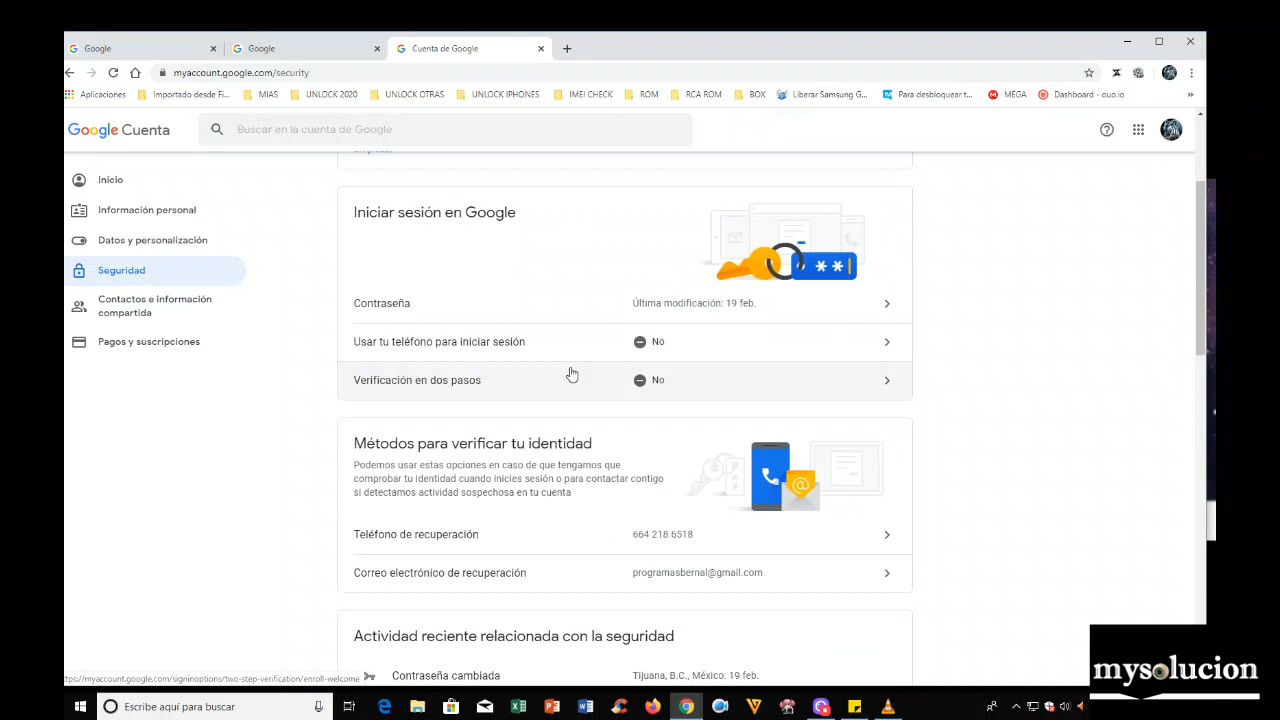 Google
Google
Cuenta de Google
myaccount.google.com/security
Aplicaciones
Importado desde Fi...
MIAS
UNLOCK 2020
UNLOCK OTRAS
UNLOCK IPHONES
IMEI CHECK
ROM
RCA ROM
BOX
Liberar Samsung G...
Para desbloquear t...
MEGA
Dashboard - ouo.io
»
Google Cuenta
Buscar en la cuenta de Google
Inicio
Información personal
Datos y personalización
Seguridad
Contactos e información
compartida
Pagos y suscripciones
Iniciar sesión en Google
Contraseña
Última modificación: 19 feb.
Usar tu teléfono para iniciar sesión
No
Verificación en dos pasos
No
Métodos para verificar tu identidad
Podemos usar estas opciones en caso de que tengamos que
comprobar tu identidad cuando inicies sesión o para contactar contigo
si detectamos actividad sospechosa en tu cuenta
Teléfono de recuperación
664 218 6518
Correo electrónico de recuperación
programasbernal@gmail.com
Actividad reciente relacionada con la seguridad
Contraseña cambiada
Tijuana, B.C., México: 19 feb.
ttps://myaccount.google.com/signinoptions/two-step-verification/enroll-welcome
Escribe aquí para buscar
mysolucion